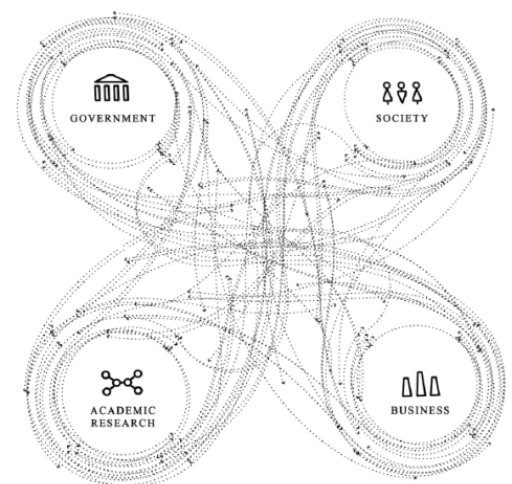 GOVERNMENT
SOCIETY
ACADEMIC
RESEARCH
BUSINESS